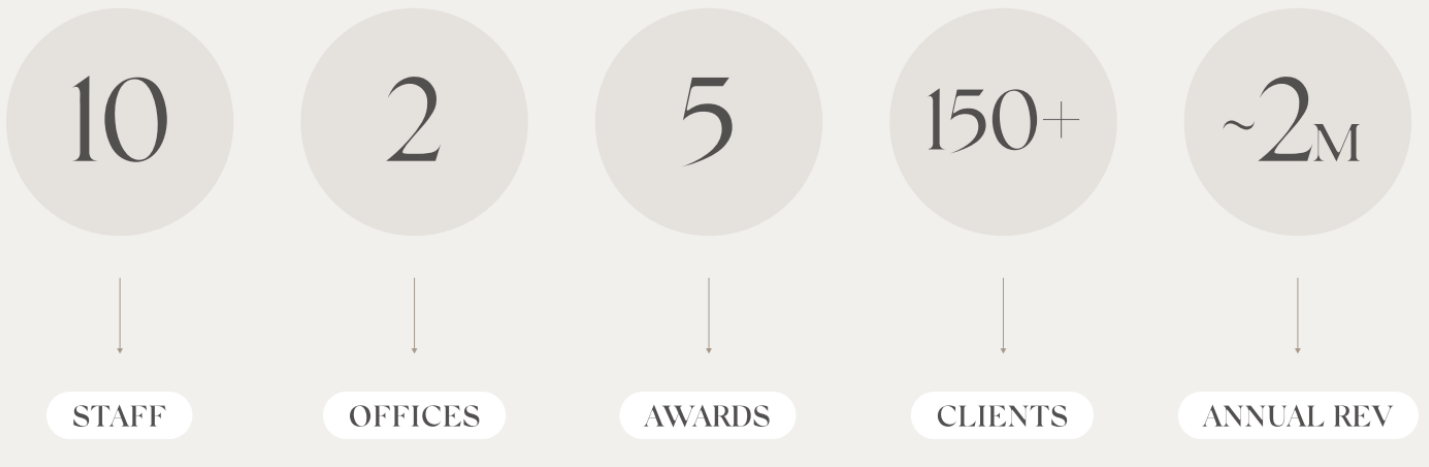 10
2
5
150+
~2M
STAFF
OFFICES
AWARDS
CLIENTS
ANNUAL REV